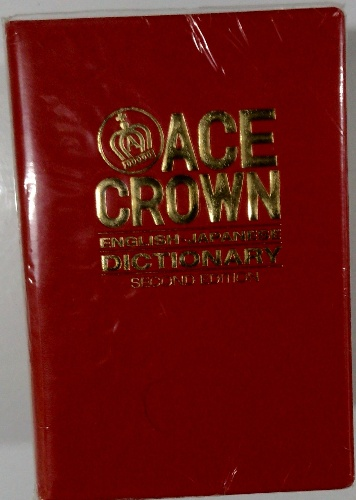 ACE
CROWN
ENGLISH-JAPANESE
DICTIONARY
SECOND EDITION